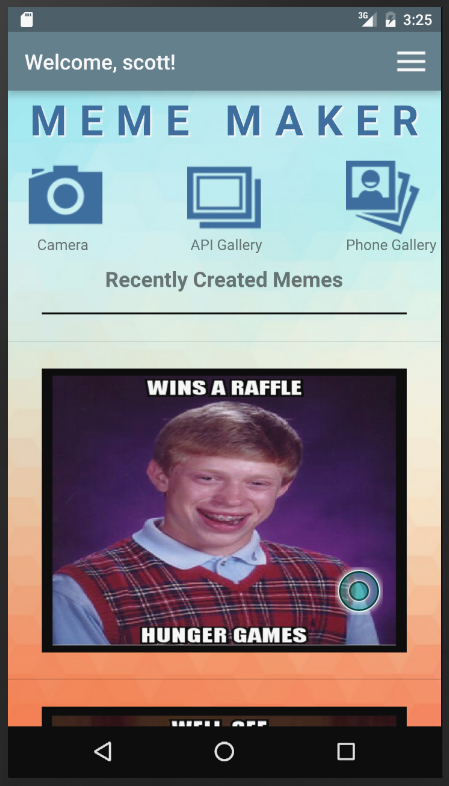 3G 3:25
Welcome, scott!
MEME MAKER
Camera API Gallery Phone Gallery
Recently Created Memes
WINS A RAFFLE
HUNGER GAMES